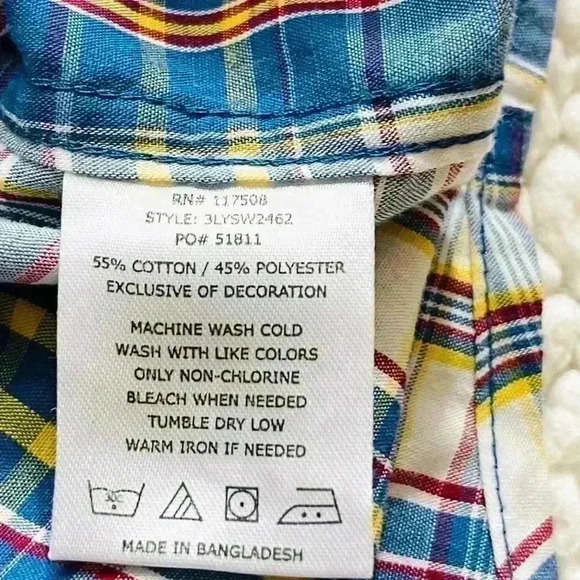 RN# 117508
STYLE: 3LYSW2462
PO# 51811
55% COTTON / 45% POLYESTER
EXCLUSIVE OF DECORATION
MACHINE WASH COLD
WASH WITH LIKE COLORS
ONLY NON-CHLORINE
BLEACH WHEN NEEDED
TUMBLE DRY LOW
WARM IRON IF NEEDED
30C
MADE IN BANGLADESH